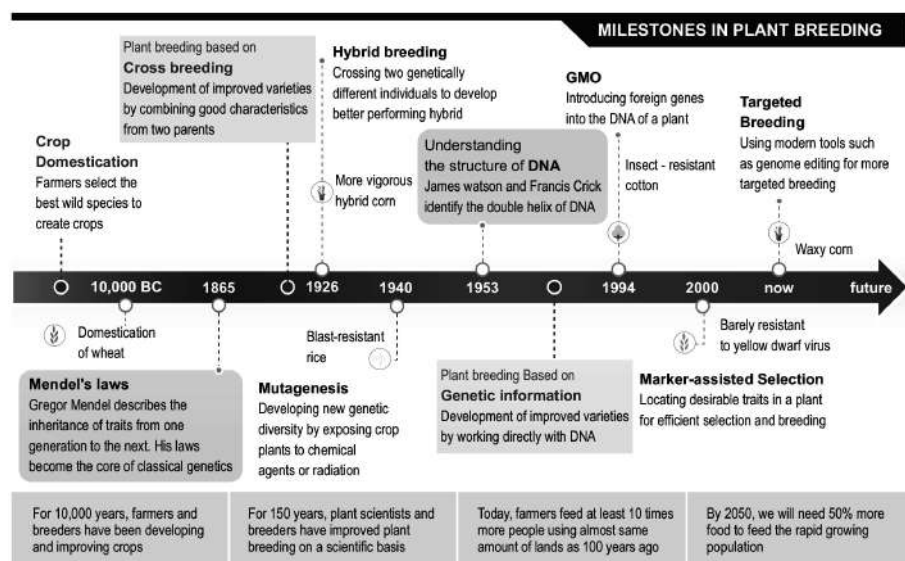 MILESTONES IN PLANT BREEDING
Plant breeding based on
Cross breeding
Development of improved varieties
by combining good characteristics
from two parents
Hybrid breeding
Crossing two genetically
different individuals to develop
better performing hybrid
GMO
Introducing foreign genes
into the DNA of a plant
Targeted
Breeding
Using modern tools such
as genome editing for more
targeted breeding
Crop
Domestication
Farmers select the
best wild species to
create crops
Understanding
the structure of DNA
James watson and Francis Crick
identify the double helix of DNA
More vigorous
hybrid corn
Insect - resistant
cotton
Waxy corn
10,000 BC 1865 1926 1940 1953 1994 2000 now future
Domestication
of wheat
Blast-resistant
rice
Barely resistant
to yellow dwarf virus
Mendel's laws
Gregor Mendel describes the
inheritance of traits from one
generation to the next. His laws
become the core of classical genetics
Mutagenesis
Developing new genetic
diversity by exposing crop
plants to chemical
agents or radiation
Plant breeding Based on
Genetic information
Development of improved varieties
by working directly with DNA
Marker-assisted Selection
Locating desirable traits in a plant
for efficient selection and breeding
For 10,000 years, farmers and
breeders have been developing
and improving crops
For 150 years, plant scientists and
breeders have improved plant
breeding on a scientific basis
Today, farmers feed at least 10 times
more people using almost same
amount of lands as 100 years ago
By 2050, we will need 50% more
food to feed the rapid growing
population